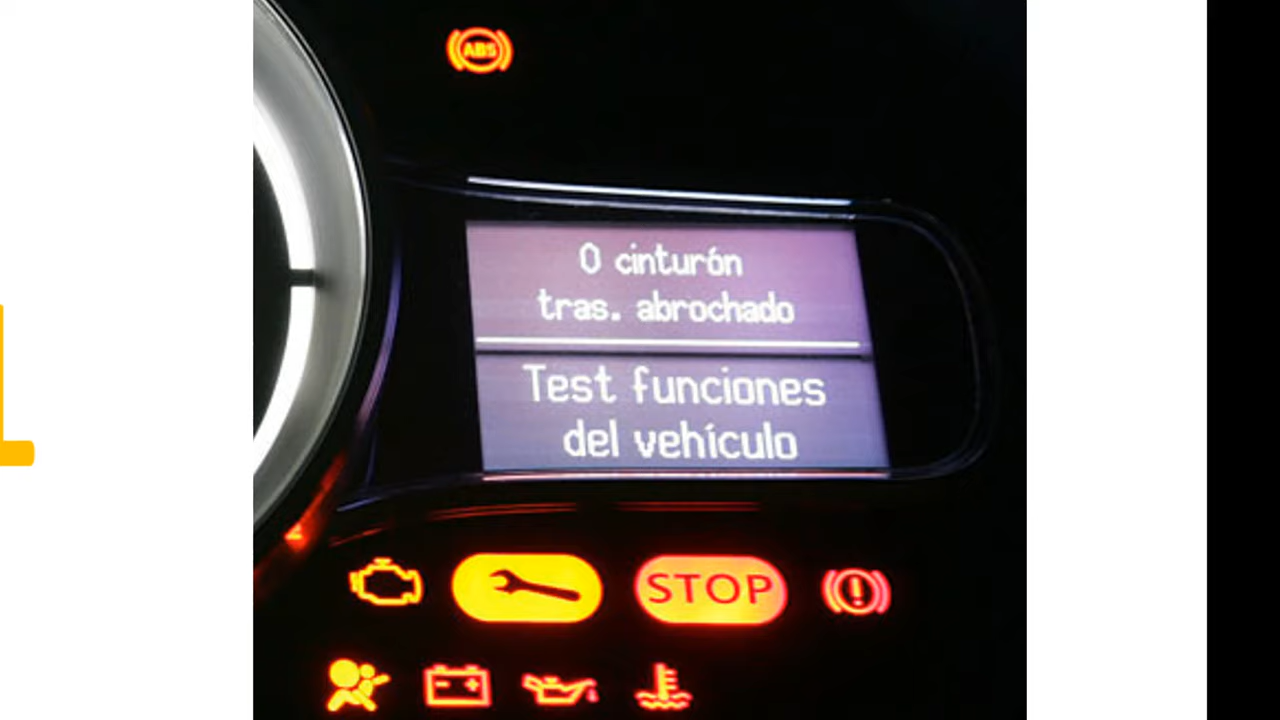 ABS
0 cinturón
tras. abrochado
Test funciones
del vehículo
STOP